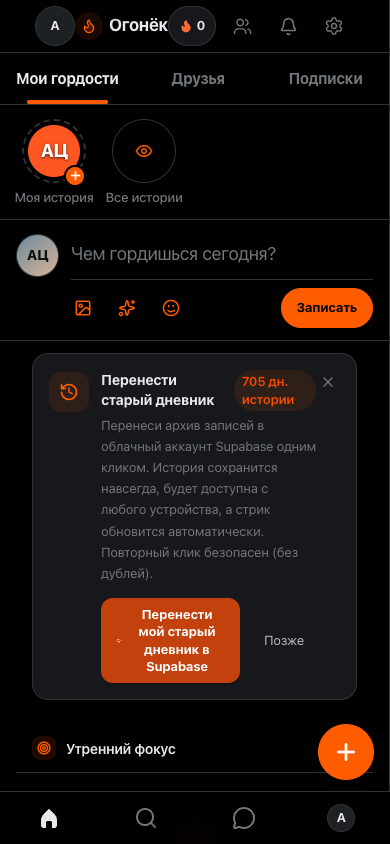 А
Огонёк
0
Мои гордости
Друзья
Подписки
АЦ
Моя история
Все истории
АЦ
Чем гордишься сегодня?
Записать
Перенести
старый дневник
705 дн.
истории
Перенеси архив записей в
облачный аккаунт Supabase одним
кликом. История сохранится
навсегда, будет доступна с
любого устройства, а стрик
обновится автоматически.
Повторный клик безопасен (без
дублей).
Перенести
мой старый
дневник в
Supabase
Позже
Утренний фокус
А